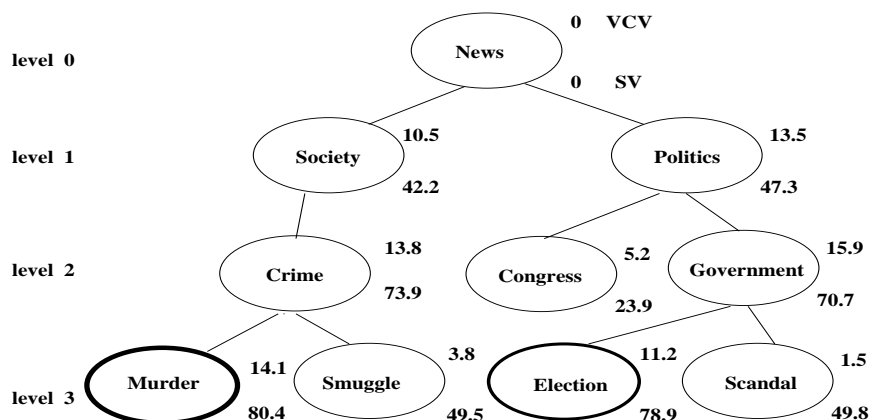 0 VCV
News
level 0
0 SV
10.5
13.5
level 1
Society
Politics
42.2
47.3
13.8
5.2
15.9
level 2
Crime
Congress
Government
73.9
23.9
70.7
14.1
3.8
11.2
1.5
level 3
Murder
Smuggle
Election
Scandal
80.4
49.5
78.9
49.8